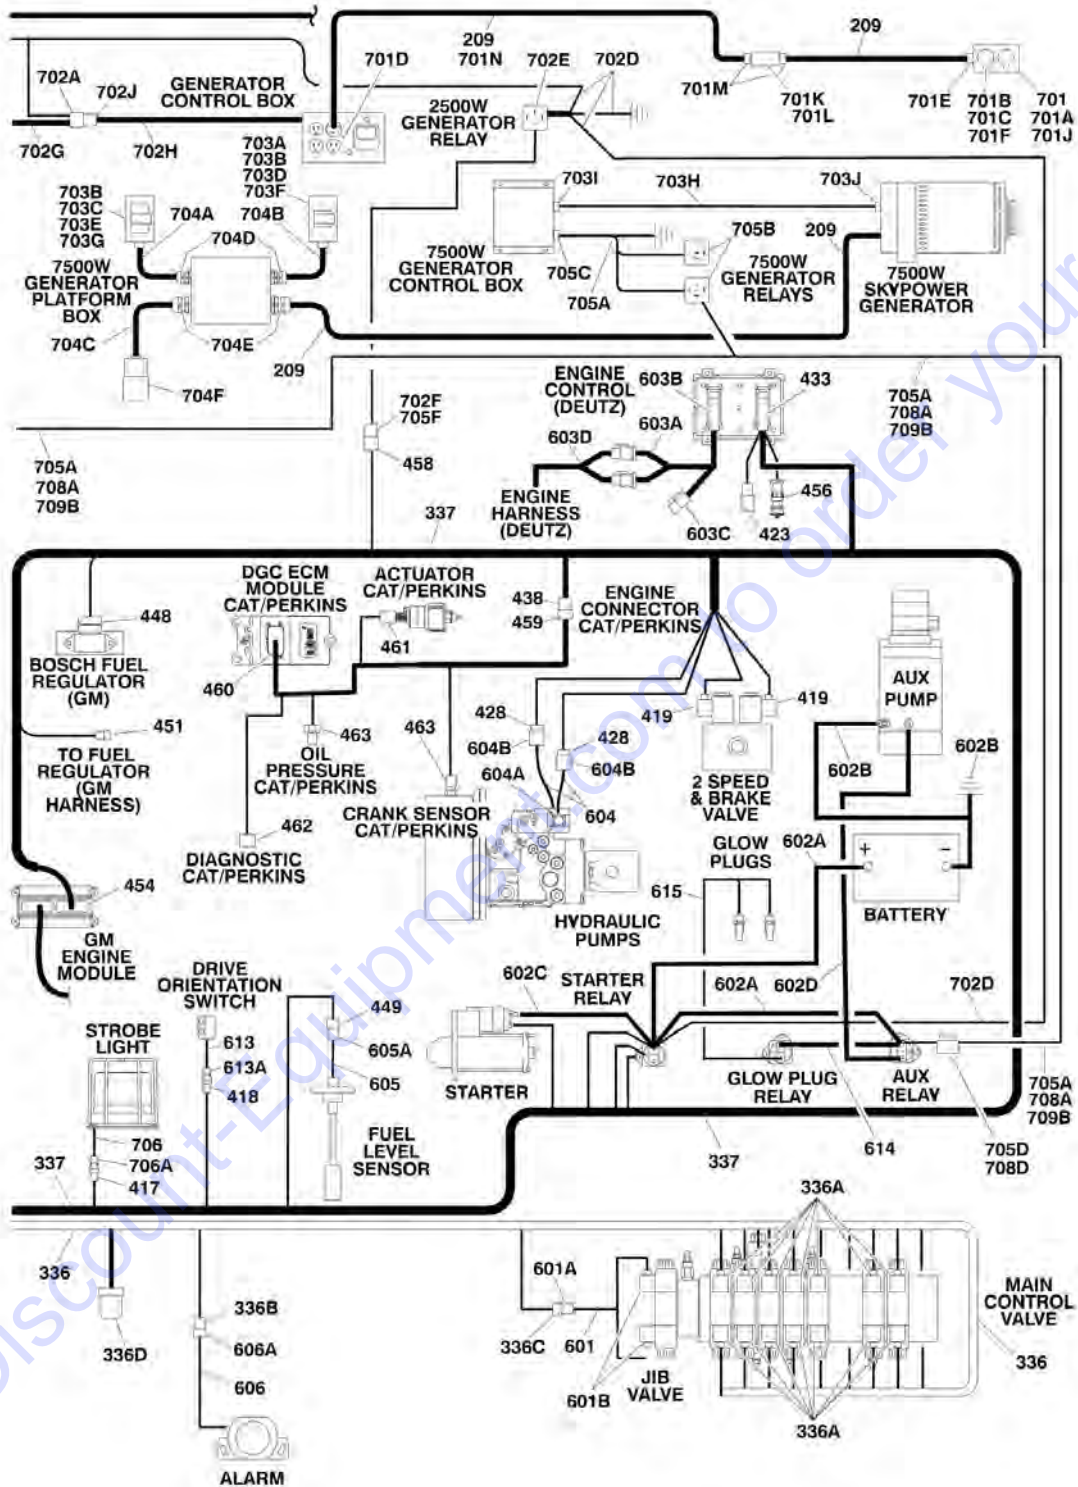 209
701N
702E
702D
209
702A
702J
GENERATOR
CONTROL BOX
701D
2500W
GENERATOR
RELAY
701M
701K
701L
701E
701B
701C
701F
701
701A
701J
702G
702H
703A
703B
703D
703F
703B
703C
703E
703G
704A
704B
704D
7500W
GENERATOR
PLATFORM
BOX
704C
704E
209
704F
703I
703H
703J
7500W
GENERATOR
CONTROL BOX
705C
705A
705B
7500W
GENERATOR
RELAYS
209
7500W
SKYPOWER
GENERATOR
702F
705F
458
ENGINE
CONTROL
(DEUTZ)
603B
433
603D
603A
ENGINE
HARNESS
(DEUTZ)
603C
423
456
705A
708A
709B
705A
708A
709B
337
DGC ECM
MODULE
CAT/PERKINS
ACTUATOR
CAT/PERKINS
438
459
ENGINE
CONNECTOR
CAT/PERKINS
448
BOSCH FUEL
REGULATOR
(GM)
460
461
451
TO FUEL
REGULATOR
(GM
HARNESS)
463
OIL
PRESSURE
CAT/PERKINS
463
428
604B
428
604B
604A
604
419
419
2 SPEED
& BRAKE
VALVE
AUX
PUMP
602B
602B
CRANK SENSOR
CAT/PERKINS
462
DIAGNOSTIC
CAT/PERKINS
GLOW
PLUGS
602A
+
-
BATTERY
615
454
GM
ENGINE
MODULE
HYDRAULIC
PUMPS
DRIVE
ORIENTATION
SWITCH
602C
STARTER
RELAY
602A
602D
702D
STROBE
LIGHT
613
613A
418
449
605A
605
STARTER
GLOW PLUG
RELAY
AUX
RELAY
705A
708A
709B
706
706A
417
FUEL
LEVEL
SENSOR
337
614
705D
708D
337
336
336D
336B
606A
606
ALARM
601A
336C
601
601B
JIB
VALVE
336A
336A
MAIN
CONTROL
VALVE
336
Discount-Equipment.com to order your